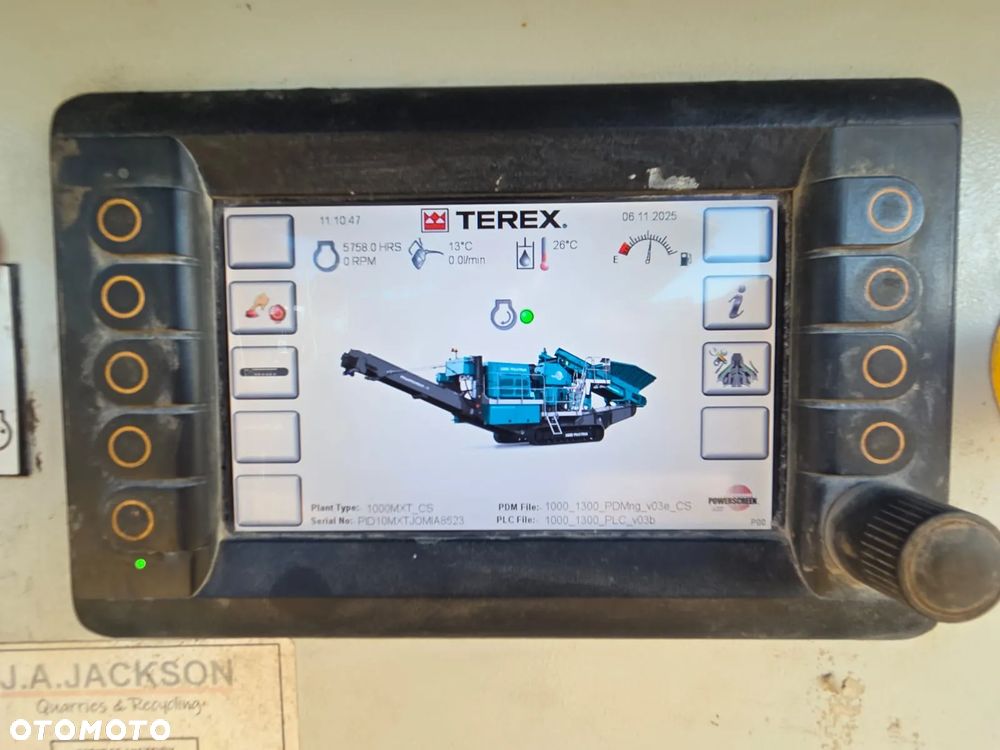 11:10:47
TEREX®
06.11.2025
5758.0 HRS
0 RPM
13°C
0.0l/min
26°C
E
Plant Type:- 1000MXT_CS
PDM File:- 1000_1300_PDMng_v03e_CS
Serial No:- PID10MXTJOMIA8523
PLC File:- 1000_1300_PLC_v03b
POWERSCREEN
P00
J.A.JACKSON
Quarries & Recycling
OTOMOTO